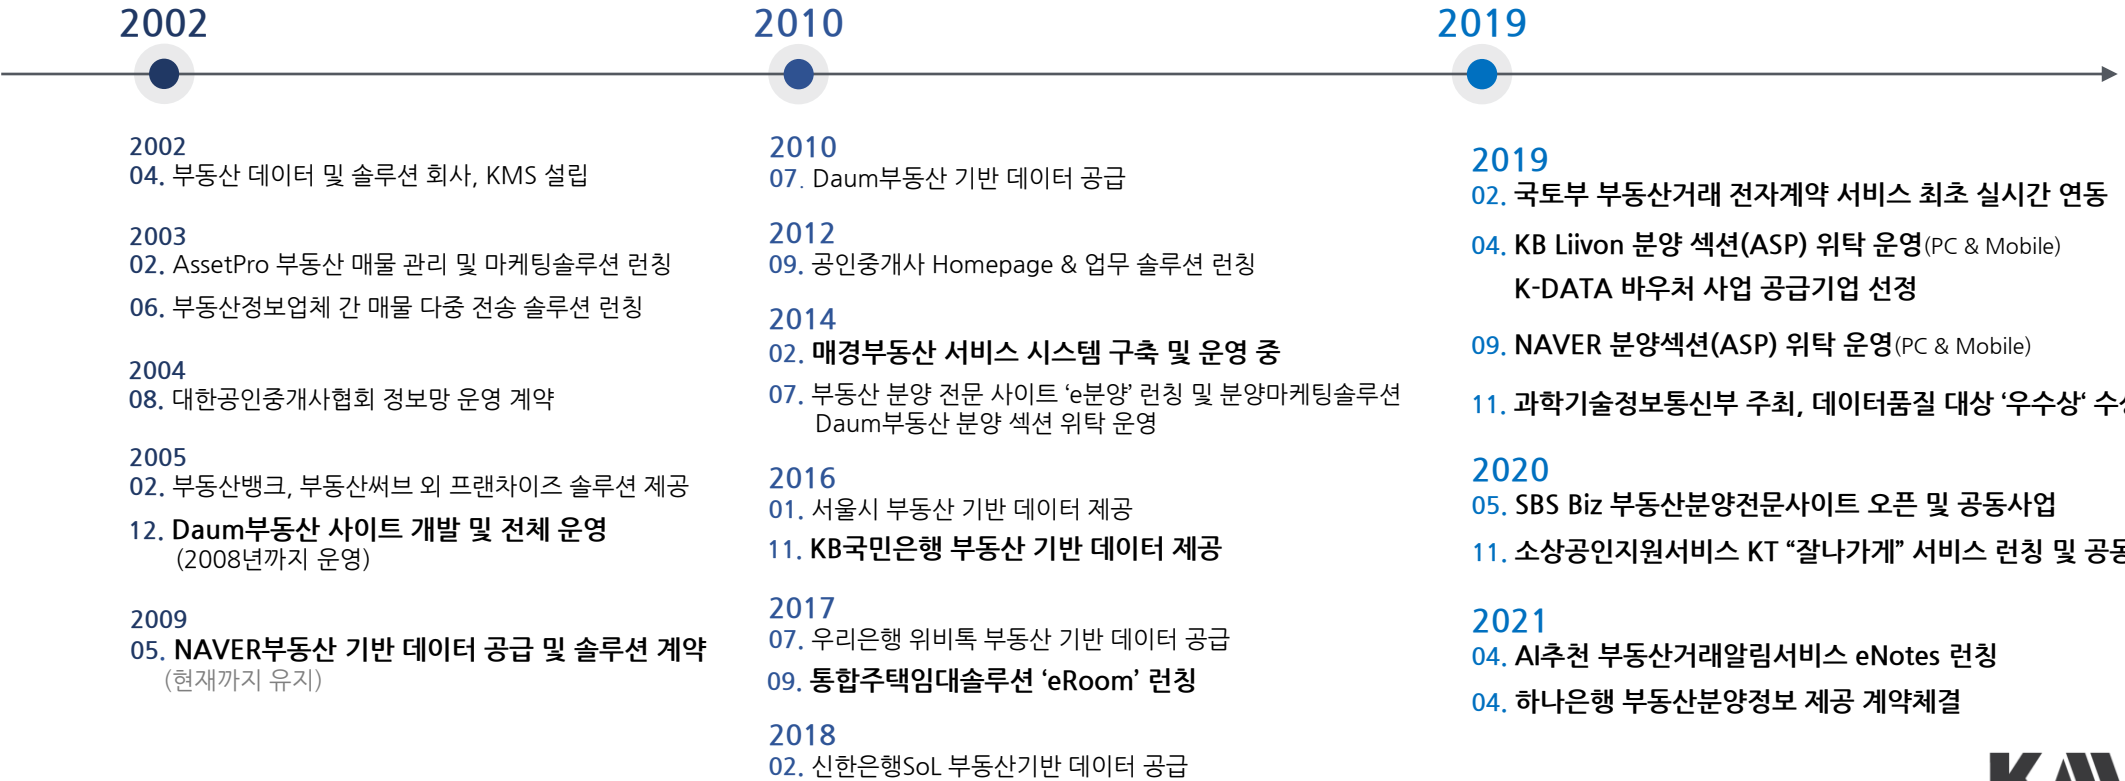 2002
2010
2019
2002
04. 부동산 데이터 및 솔루션 회사, KMS 설립
2003
02. AssetPro 부동산 매물 관리 및 마케팅솔루션 런칭
06. 부동산정보업체 간 매물 다중 전송 솔루션 런칭
2004
08. 대한공인중개사협회 정보망 운영 계약
2005
02. 부동산뱅크, 부동산써브 외 프랜차이즈 솔루션 제공
12. Daum부동산 사이트 개발 및 전체 운영
(2008년까지 운영)
2009
05. NAVER부동산 기반 데이터 공급 및 솔루션 계약
(현재까지 유지)
2010
07. Daum부동산 기반 데이터 공급
2012
09. 공인중개사 Homepage & 업무 솔루션 런칭
2014
02. 매경부동산 서비스 시스템 구축 및 운영 중
07. 부동산 분양 전문 사이트 ‘e분양’ 런칭 및 분양마케팅솔루션
Daum부동산 분양 섹션 위탁 운영
2016
01. 서울시 부동산 기반 데이터 제공
11. KB국민은행 부동산 기반 데이터 제공
2017
07. 우리은행 위비톡 부동산 기반 데이터 공급
09. 통합주택임대솔루션 ‘eRoom’ 런칭
2018
02. 신한은행SoL 부동산기반 데이터 공급
2019
02. 국토부 부동산거래 전자계약 서비스 최초 실시간 연동
04. KB Liivon 분양 섹션(ASP) 위탁 운영(PC & Mobile)
K-DATA 바우처 사업 공급기업 선정
09. NAVER 분양섹션(ASP) 위탁 운영(PC & Mobile)
11. 과학기술정보통신부 주최, 데이터품질 대상 ‘우수상‘
2020
05. SBS Biz 부동산분양전문사이트 오픈 및 공동사업
11. 소상공인지원서비스 KT “잘나가게” 서비스 런칭 및
2021
04. AI추천 부동산거래알림서비스 eNotes 런칭
04. 하나은행 부동산분양정보 제공 계약체결